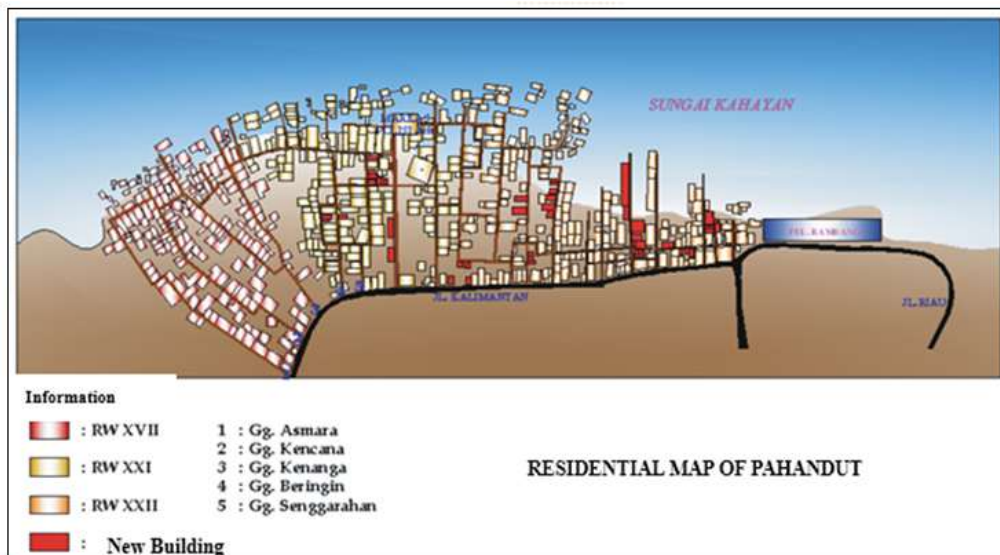 SUNGAI KAHAYAN
JL. KALIMANTAN
JL. RIAU
Information
: RW XVII
: RW XXI
: RW XXII
: New Building
1 : Gg. Asmara
2 : Gg. Kencana
3 : Gg. Kenanga
4 : Gg. Beringin
5 : Gg. Senggarahan
RESIDENTIAL MAP OF PAHANDUT